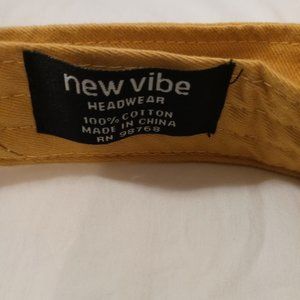 new vibe
HEADWEAR
100% COTTON
MADE IN CHINA
RN 98768